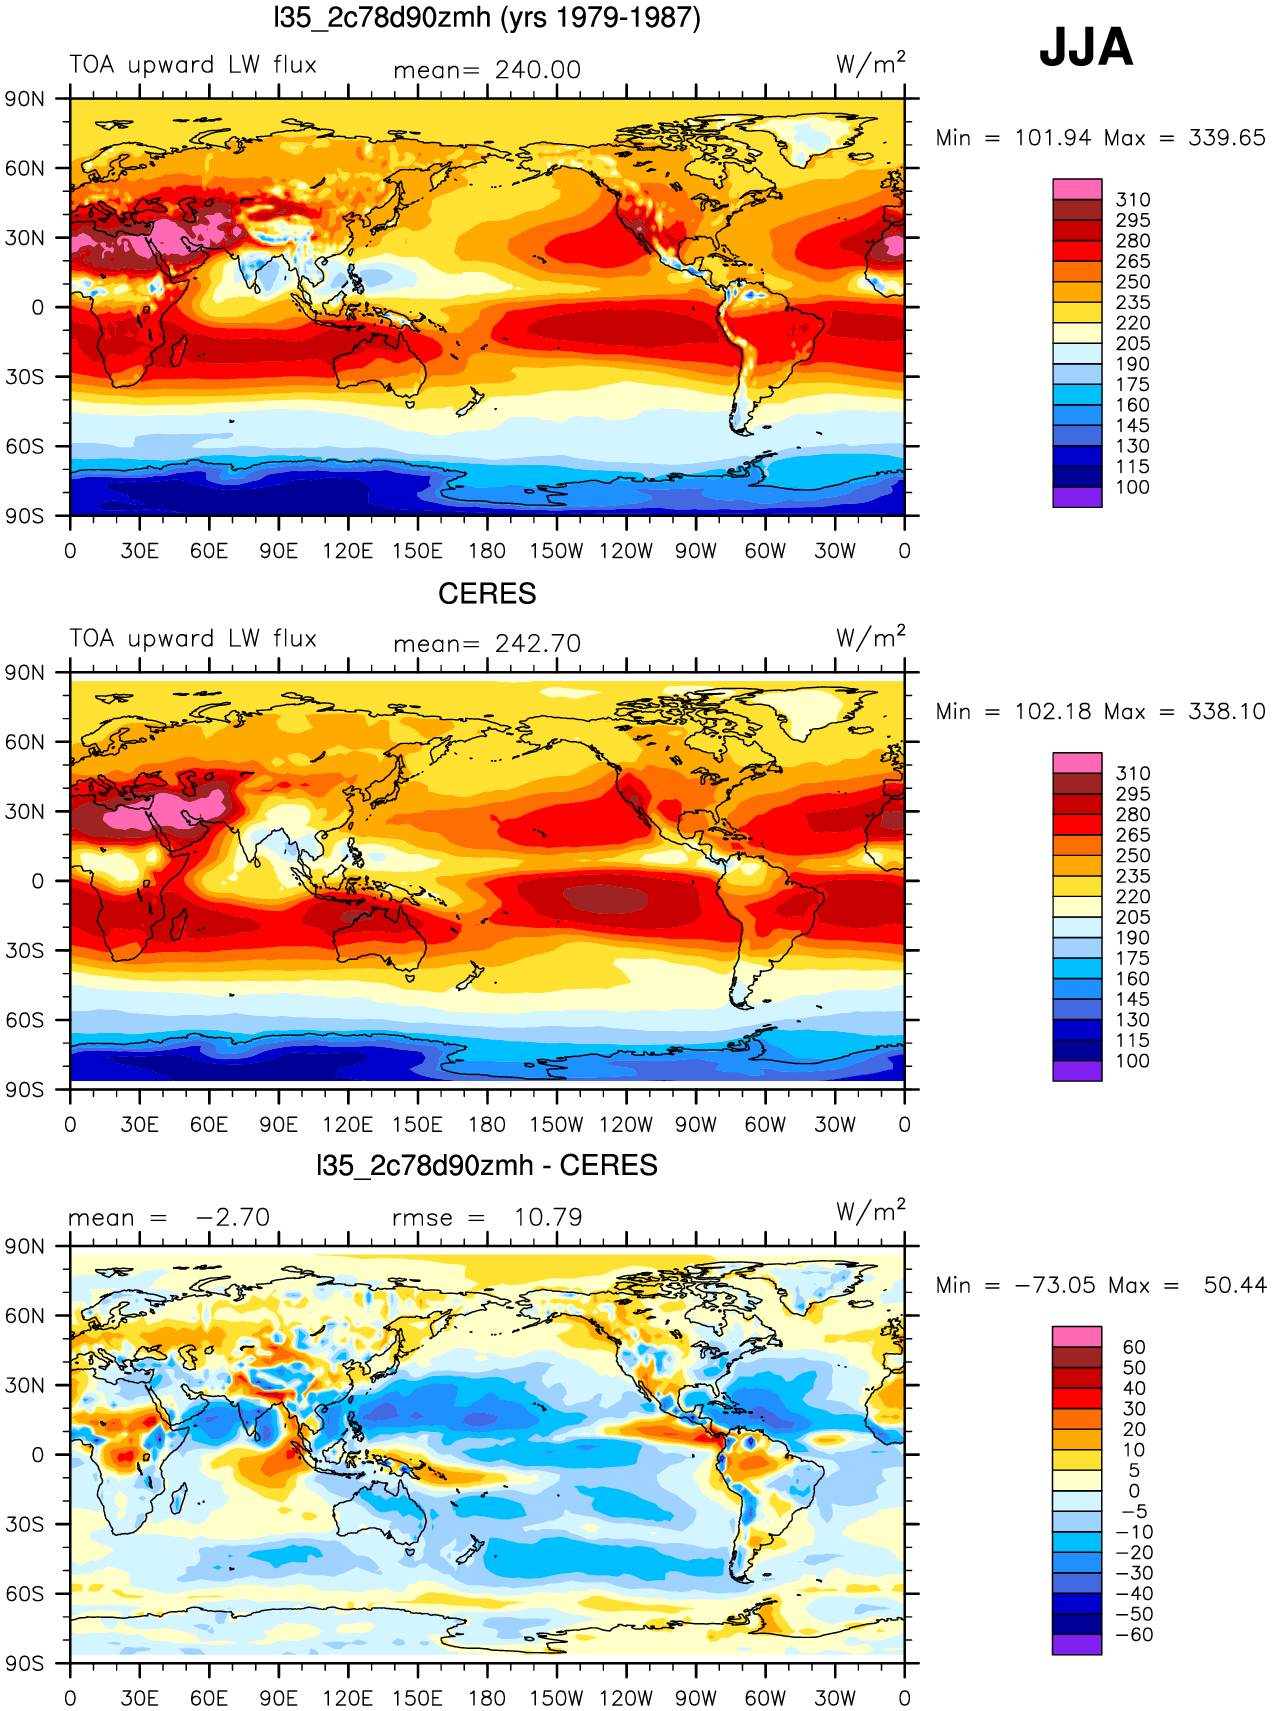 l35_2c78d90zmh (yrs 1979-1987)
JJA
TOA upward LW flux mean= 240.00 W/m²
Min = 101.94 Max = 339.65
90N
60N
30N
0
30S
60S
90S
0 30E 60E 90E 120E 150E 180 150W 120W 90W 60W 30W 0
310
295
280
265
250
235
220
205
190
175
160
145
130
115
100
CERES
TOA upward LW flux mean= 242.70 W/m²
Min = 102.18 Max = 338.10
90N
60N
30N
0
30S
60S
90S
0 30E 60E 90E 120E 150E 180 150W 120W 90W 60W 30W 0
310
295
280
265
250
235
220
205
190
175
160
145
130
115
100
l35_2c78d90zmh - CERES
mean = −2.70 rmse = 10.79 W/m²
Min = −73.05 Max = 50.44
90N
60N
30N
0
30S
60S
90S
0 30E 60E 90E 120E 150E 180 150W 120W 90W 60W 30W 0
60
50
40
30
20
10
5
0
−5
−10
−20
−30
−40
−50
−60